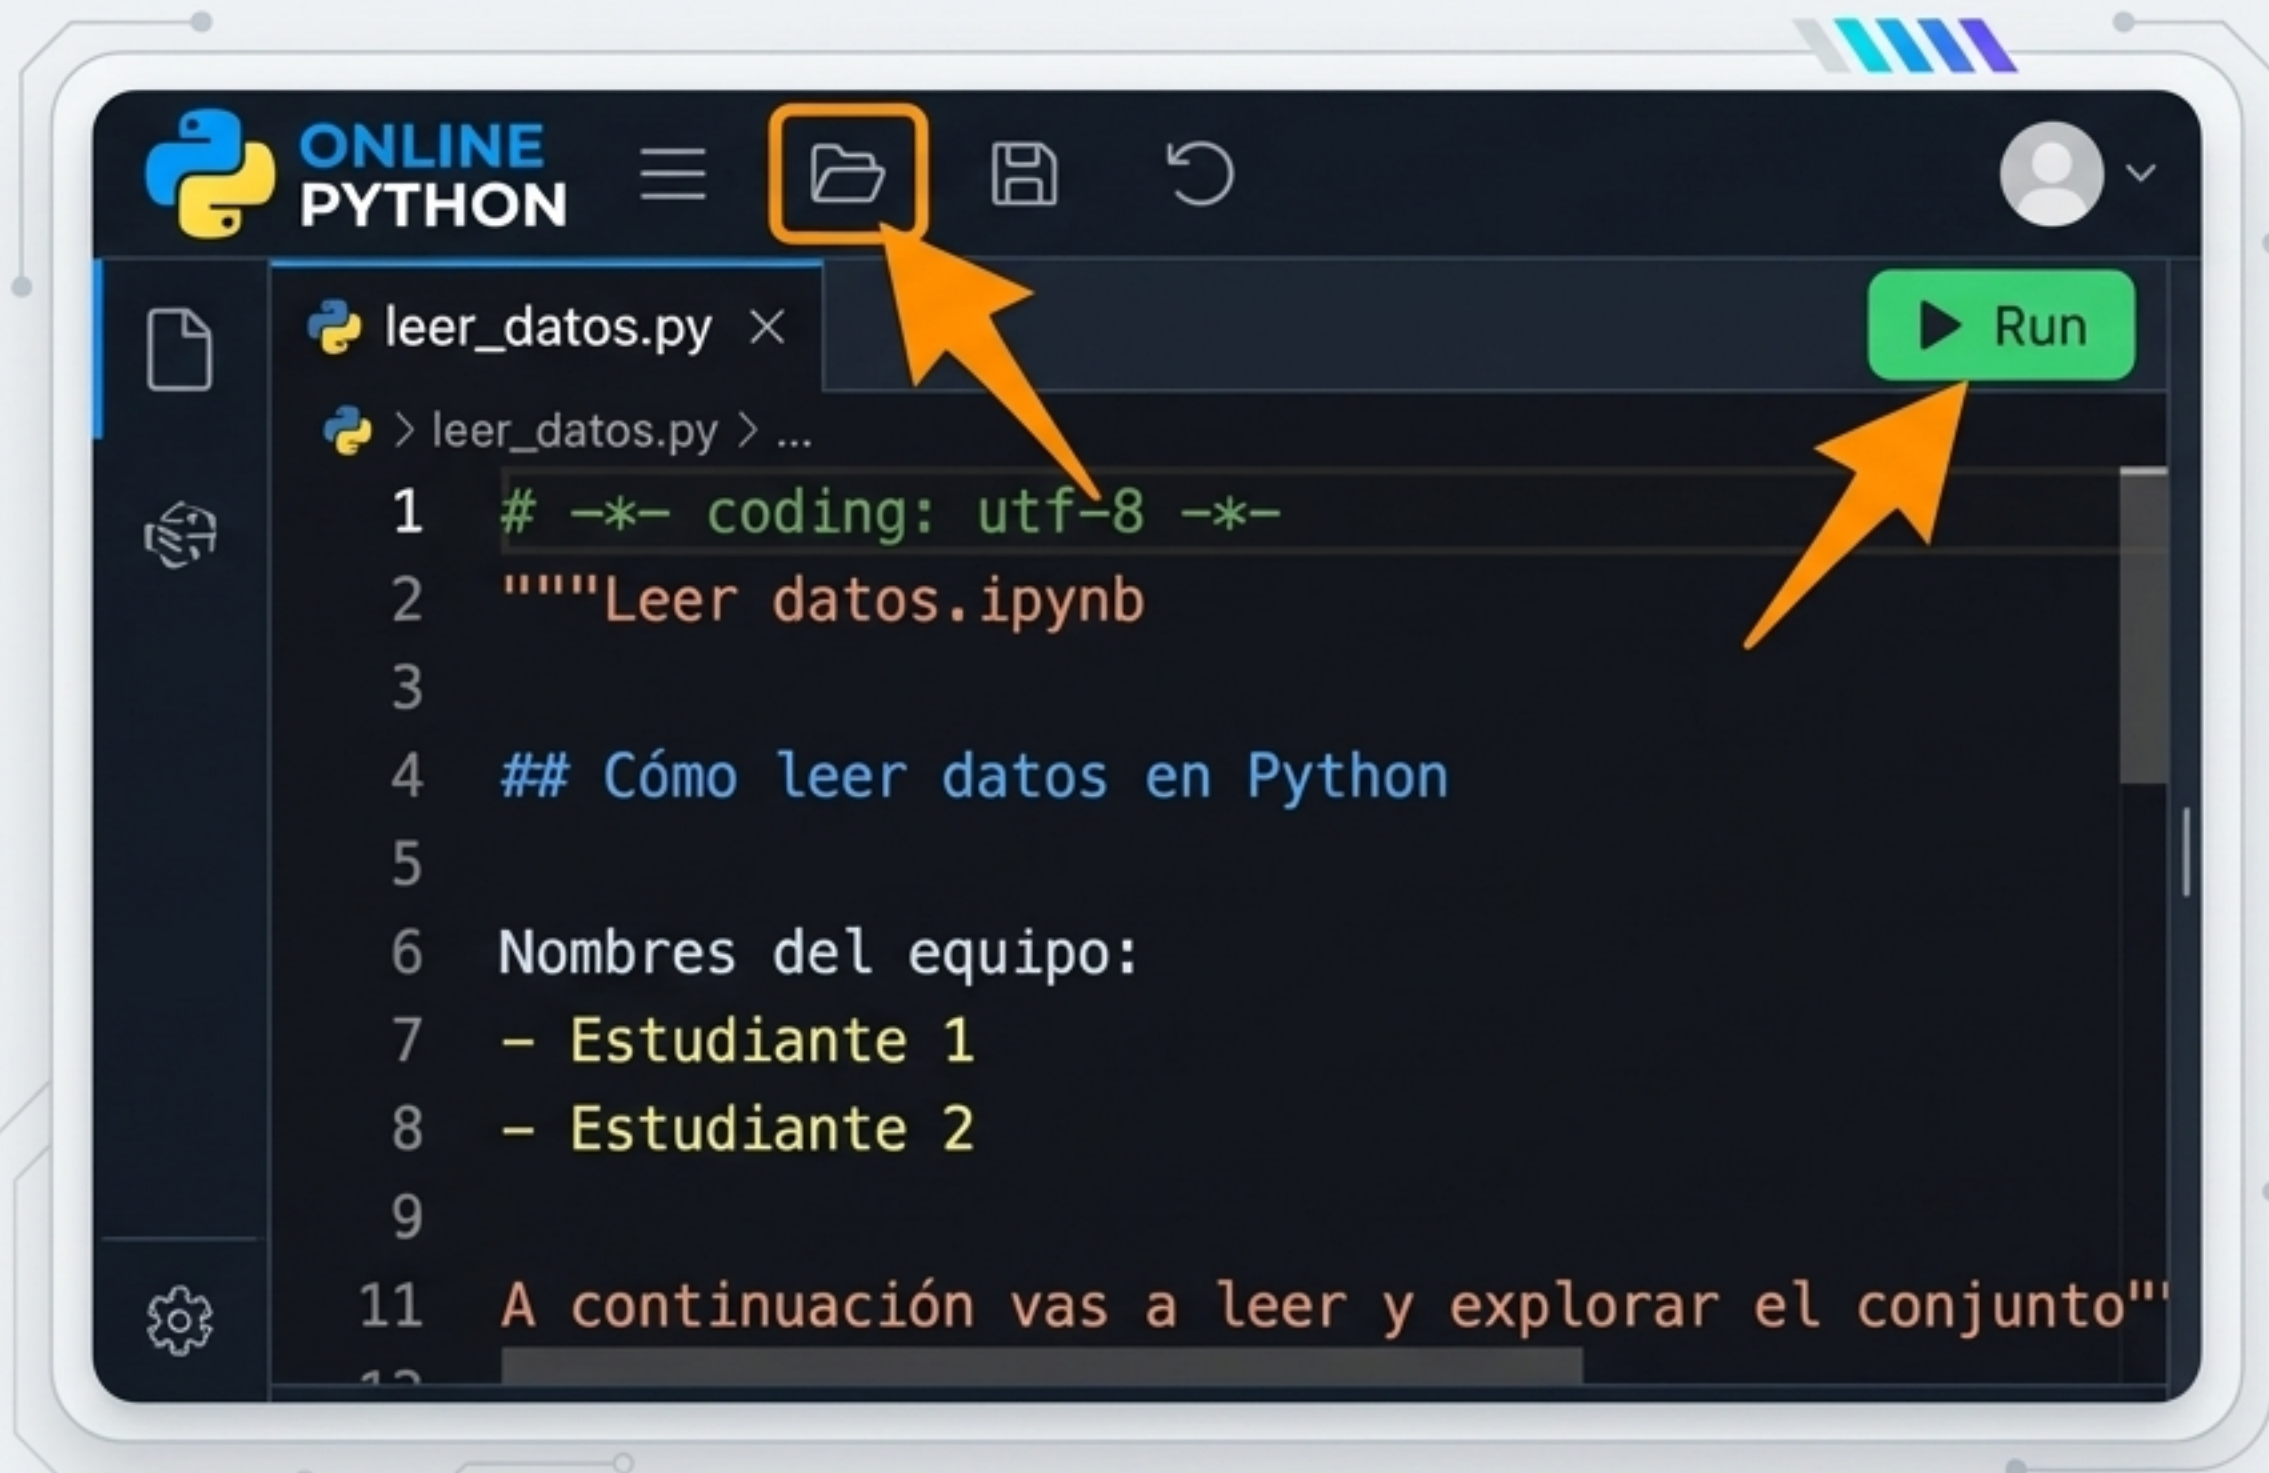 ONLINE
PYTHON
leer_datos.py
Run
> leer_datos.py > ...
1 # -*- coding: utf-8 -*-
2 """Leer datos.ipynb
3
4 ## Cómo leer datos en Python
5
6 Nombres del equipo:
7 - Estudiante 1
8 - Estudiante 2
9
11 A continuación vas a leer y explorar el conjunto""